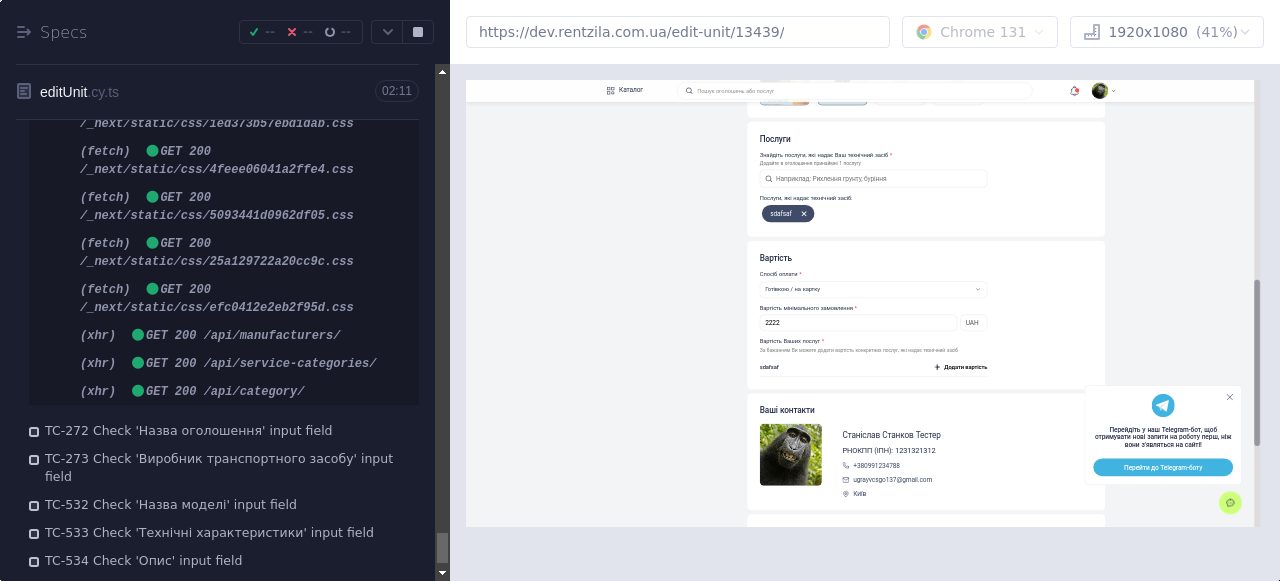 Specs
-- -- --
editUnit.cy.ts
02:11
/_next/static/css/1ed373b57ebd1dab.css
(fetch) GET 200
/_next/static/css/4feee06041a2ffe4.css
(fetch) GET 200
/_next/static/css/5093441d0962df05.css
(fetch) GET 200
/_next/static/css/25a129722a20cc9c.css
(fetch) GET 200
/_next/static/css/efc0412e2eb2f95d.css
(xhr) GET 200 /api/manufacturers/
(xhr) GET 200 /api/service-categories/
(xhr) GET 200 /api/category/
TC-272 Check 'Назва оголошення' input field
TC-273 Check 'Виробник транспортного засобу' input
field
TC-532 Check 'Назва моделі' input field
TC-533 Check 'Технічні характеристики' input field
TC-534 Check 'Опис' input field
https://dev.rentzila.com.ua/edit-unit/13439/
Chrome 131
1920x1080 (41%)
Каталог
Пошук оголошень або послуг
Послуги
Знайдіть послуги, які надає Ваш технічний засіб *
Додайте в оголошення принаймні 1 послугу
Наприклад: Рихлення грунту, буріння
Послуги, які надає технічний засіб:
sdafsaf
Вартість
Спосіб оплати *
Готівкою / на картку
Вартість мінімального замовлення *
2222
UAH
Вартість Ваших послуг *
За бажанням Ви можете додати вартість конкретних послуг, які надає технічний засіб
sdafsaf
Додати вартість
Ваші контакти
Станіслав Станков Тестер
РНОКПП (ІПН): 1231321312
+380991234788
ugrayvosgo137@gmail.com
Київ
Перейдіть у наш Telegram-бот, щоб
отримувати нові запити на роботу перш, ніж
вони з'являться на сайті!
Перейти до Telegram-боту